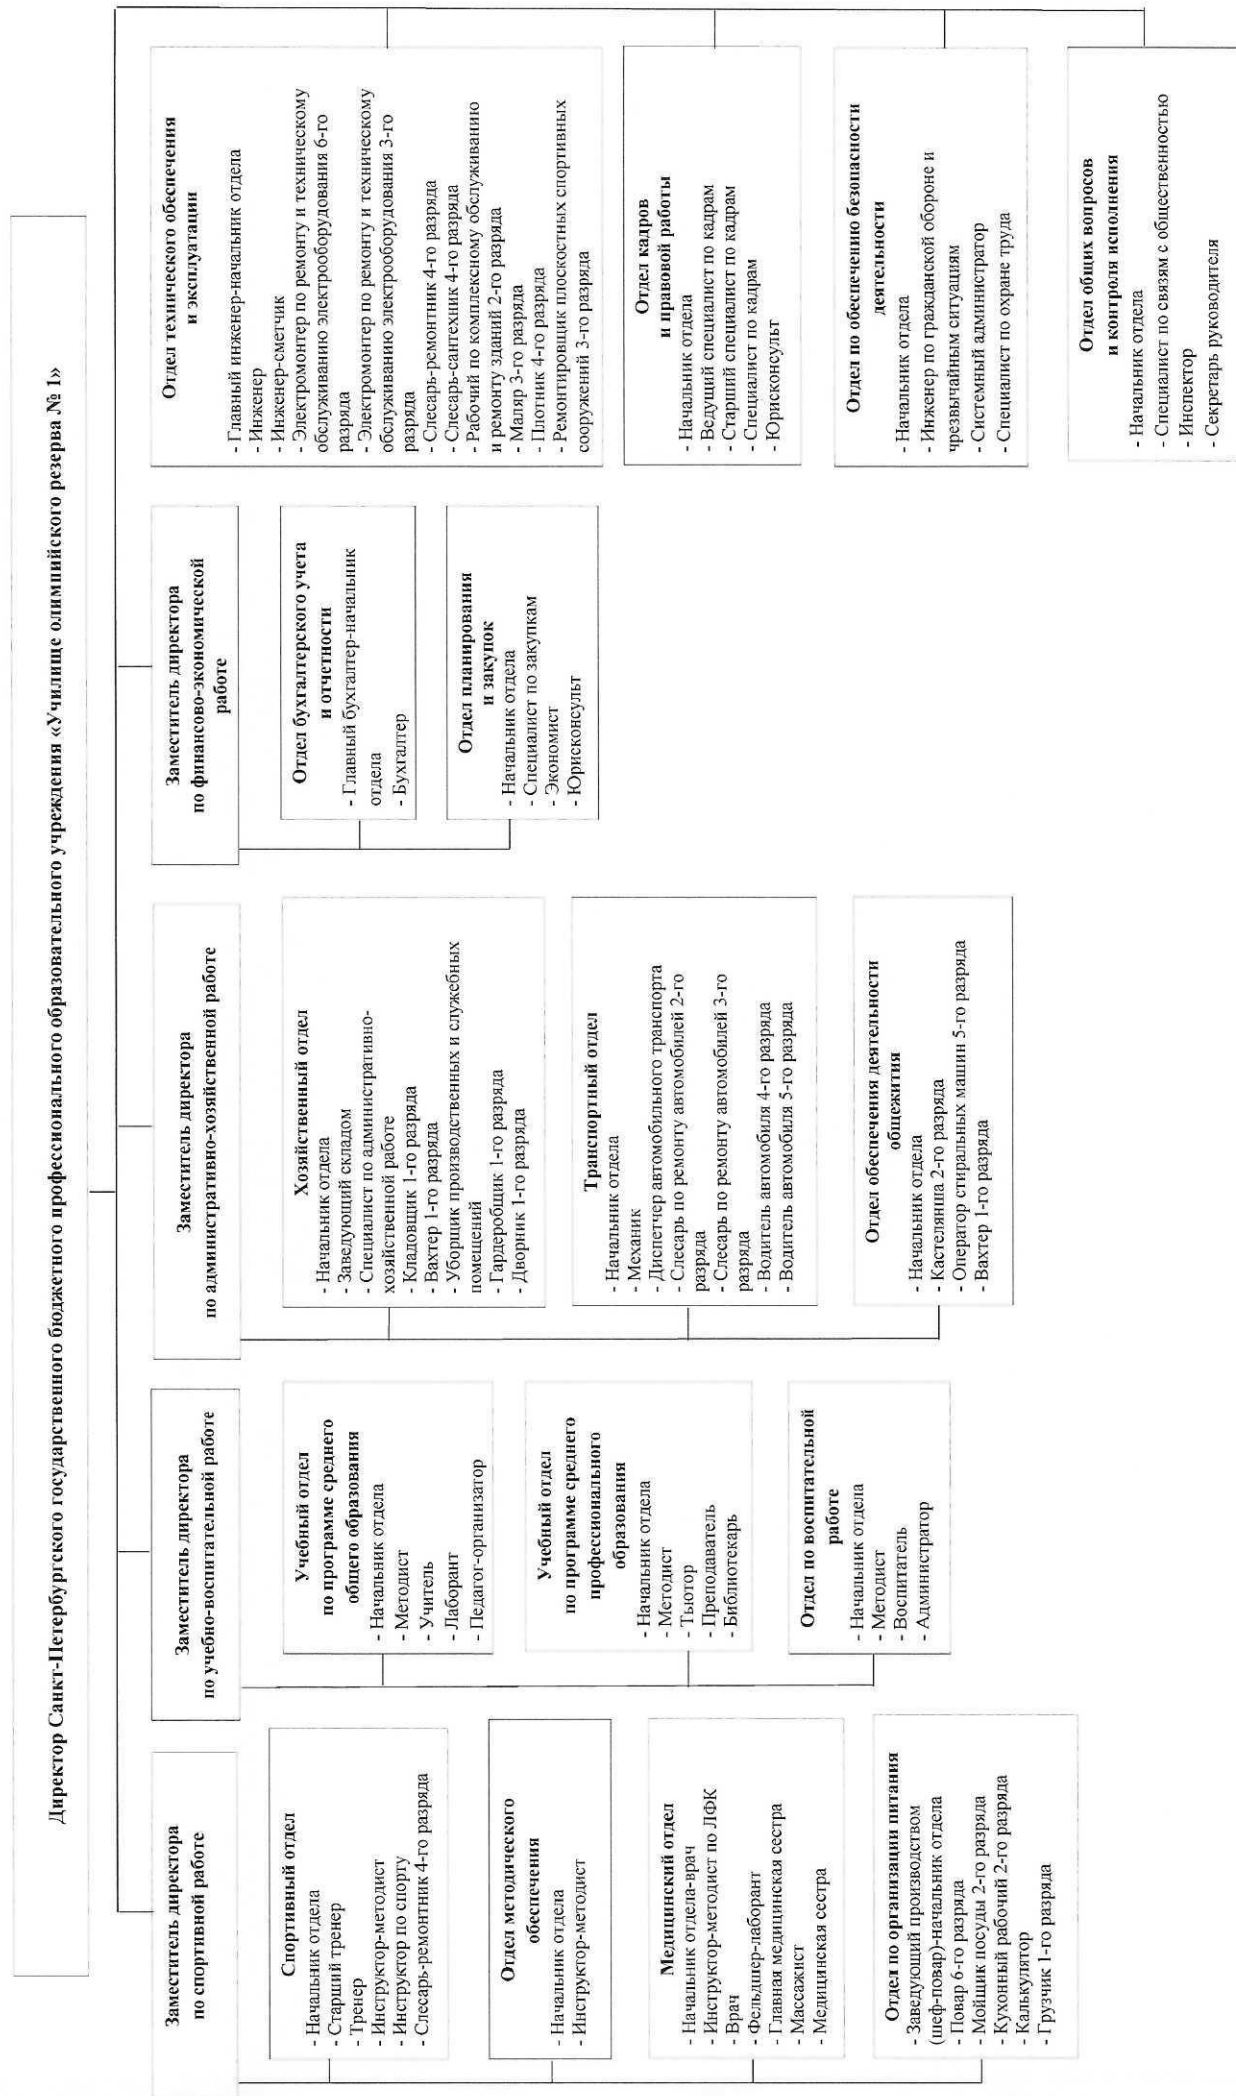 Директор Санкт-Петербургского государственного бюджетного профессионального образовательного учреждения «Училище олимпийского резерва № 1»
Заместитель директора
по спортивной работе
Спортивный отдел
- Начальник отдела
- Старший тренер
- Тренер
- Инструктор-методист
- Инструктор по спорту
- Слесарь-ремонтник 4-го разряда
Отдел методического
обеспечения
- Начальник отдела
- Инструктор-методист
Медицинский отдел
- Начальник отдела-врач
- Инструктор-методист по ЛФК
- Врач
- Фельдшер-лаборант
- Главная медицинская сестра
- Массажист
- Медицинская сестра
Отдел по организации питания
- Заведующий производством
(шеф-повар)-начальник отдела
- Повар 6-го разряда
- Мойщик посуды 2-го разряда
- Кухонный рабочий 2-го разряда
- Калькулятор
- Грузчик 1-го разряда
Заместитель директора
по учебно-воспитательной работе
Учебный отдел
по программе среднего
общего образования
- Начальник отдела
- Методист
- Учитель
- Лаборант
- Педагог-организатор
Учебный отдел
по программе среднего
профессионального
образования
- Начальник отдела
- Методист
- Тьютор
- Преподаватель
- Библиотекарь
Отдел по воспитательной
работе
- Начальник отдела
- Методист
- Воспитатель
- Администратор
Заместитель директора
по административно-хозяйственной работе
Хозяйственный отдел
- Начальник отдела
- Заведующий складом
- Специалист по административно-
хозяйственной работе
- Кладовщик 1-го разряда
- Вахтер 1-го разряда
- Уборщик производственных и служебных
помещений
- Гардеробщик 1-го разряда
- Дворник 1-го разряда
Транспортный отдел
- Начальник отдела
- Механик
- Диспетчер автомобильного транспорта
- Слесарь по ремонту автомобилей 2-го
разряда
- Слесарь по ремонту автомобилей 3-го
разряда
- Водитель автомобиля 4-го разряда
- Водитель автомобиля 5-го разряда
Отдел обеспечения деятельности
общежития
- Начальник отдела
- Кастелянша 2-го разряда
- Оператор стиральных машин 5-го разряда
- Вахтер 1-го разряда
Заместитель директора
по финансово-экономической
работе
Отдел бухгалтерского учета
и отчетности
- Главный бухгалтер-начальник
отдела
- Бухгалтер
Отдел планирования
и закупок
- Начальник отдела
- Специалист по закупкам
- Экономист
- Юрисконсульт
Отдел технического обеспечения
и эксплуатации
- Главный инженер-начальник отдела
- Инженер
- Инженер-сметчик
- Электромонтер по ремонту и техническому
обслуживанию электрооборудования 6-го
разряда
- Электромонтер по ремонту и техническому
обслуживанию электрооборудования 3-го
разряда
- Слесарь-ремонтник 4-го разряда
- Слесарь-сантехник 4-го разряда
- Рабочий по комплексному обслуживанию
и ремонту зданий 2-го разряда
- Маляр 3-го разряда
- Плотник 4-го разряда
- Ремонтировщик плоскостных спортивных
сооружений 3-го разряда
Отдел кадров
и правовой работы
- Начальник отдела
- Ведущий специалист по кадрам
- Старший специалист по кадрам
- Специалист по кадрам
- Юрисконсульт
Отдел по обеспечению безопасности
деятельности
- Начальник отдела
- Инженер по гражданской обороне и
чрезвычайным ситуациям
- Системный администратор
- Специалист по охране труда
Отдел общих вопросов
и контроля исполнения
- Начальник отдела
- Специалист по связям с общественностью
- Инспектор
- Секретарь руководителя